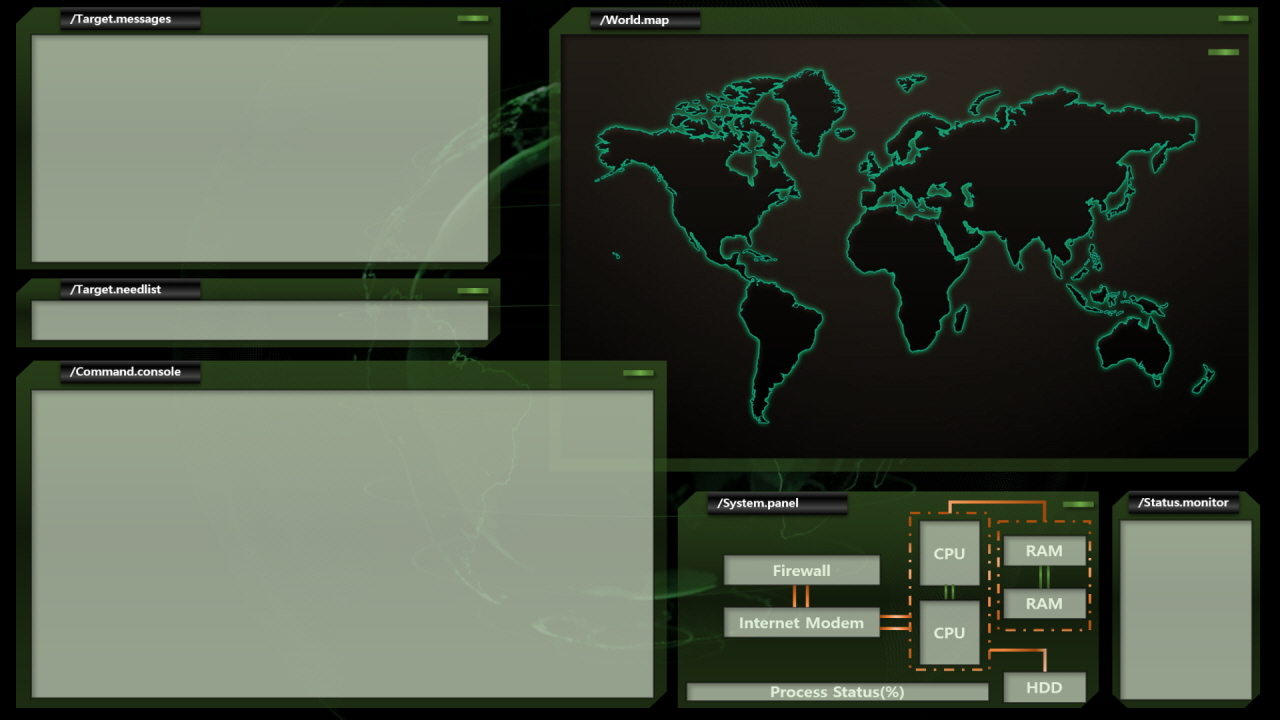 /Target.messages
/World.map
/Target.needlist
/Command.console
/System.panel
/Status.monitor
Firewall
Internet Modem
CPU
CPU
RAM
RAM
HDD
Process Status(%)